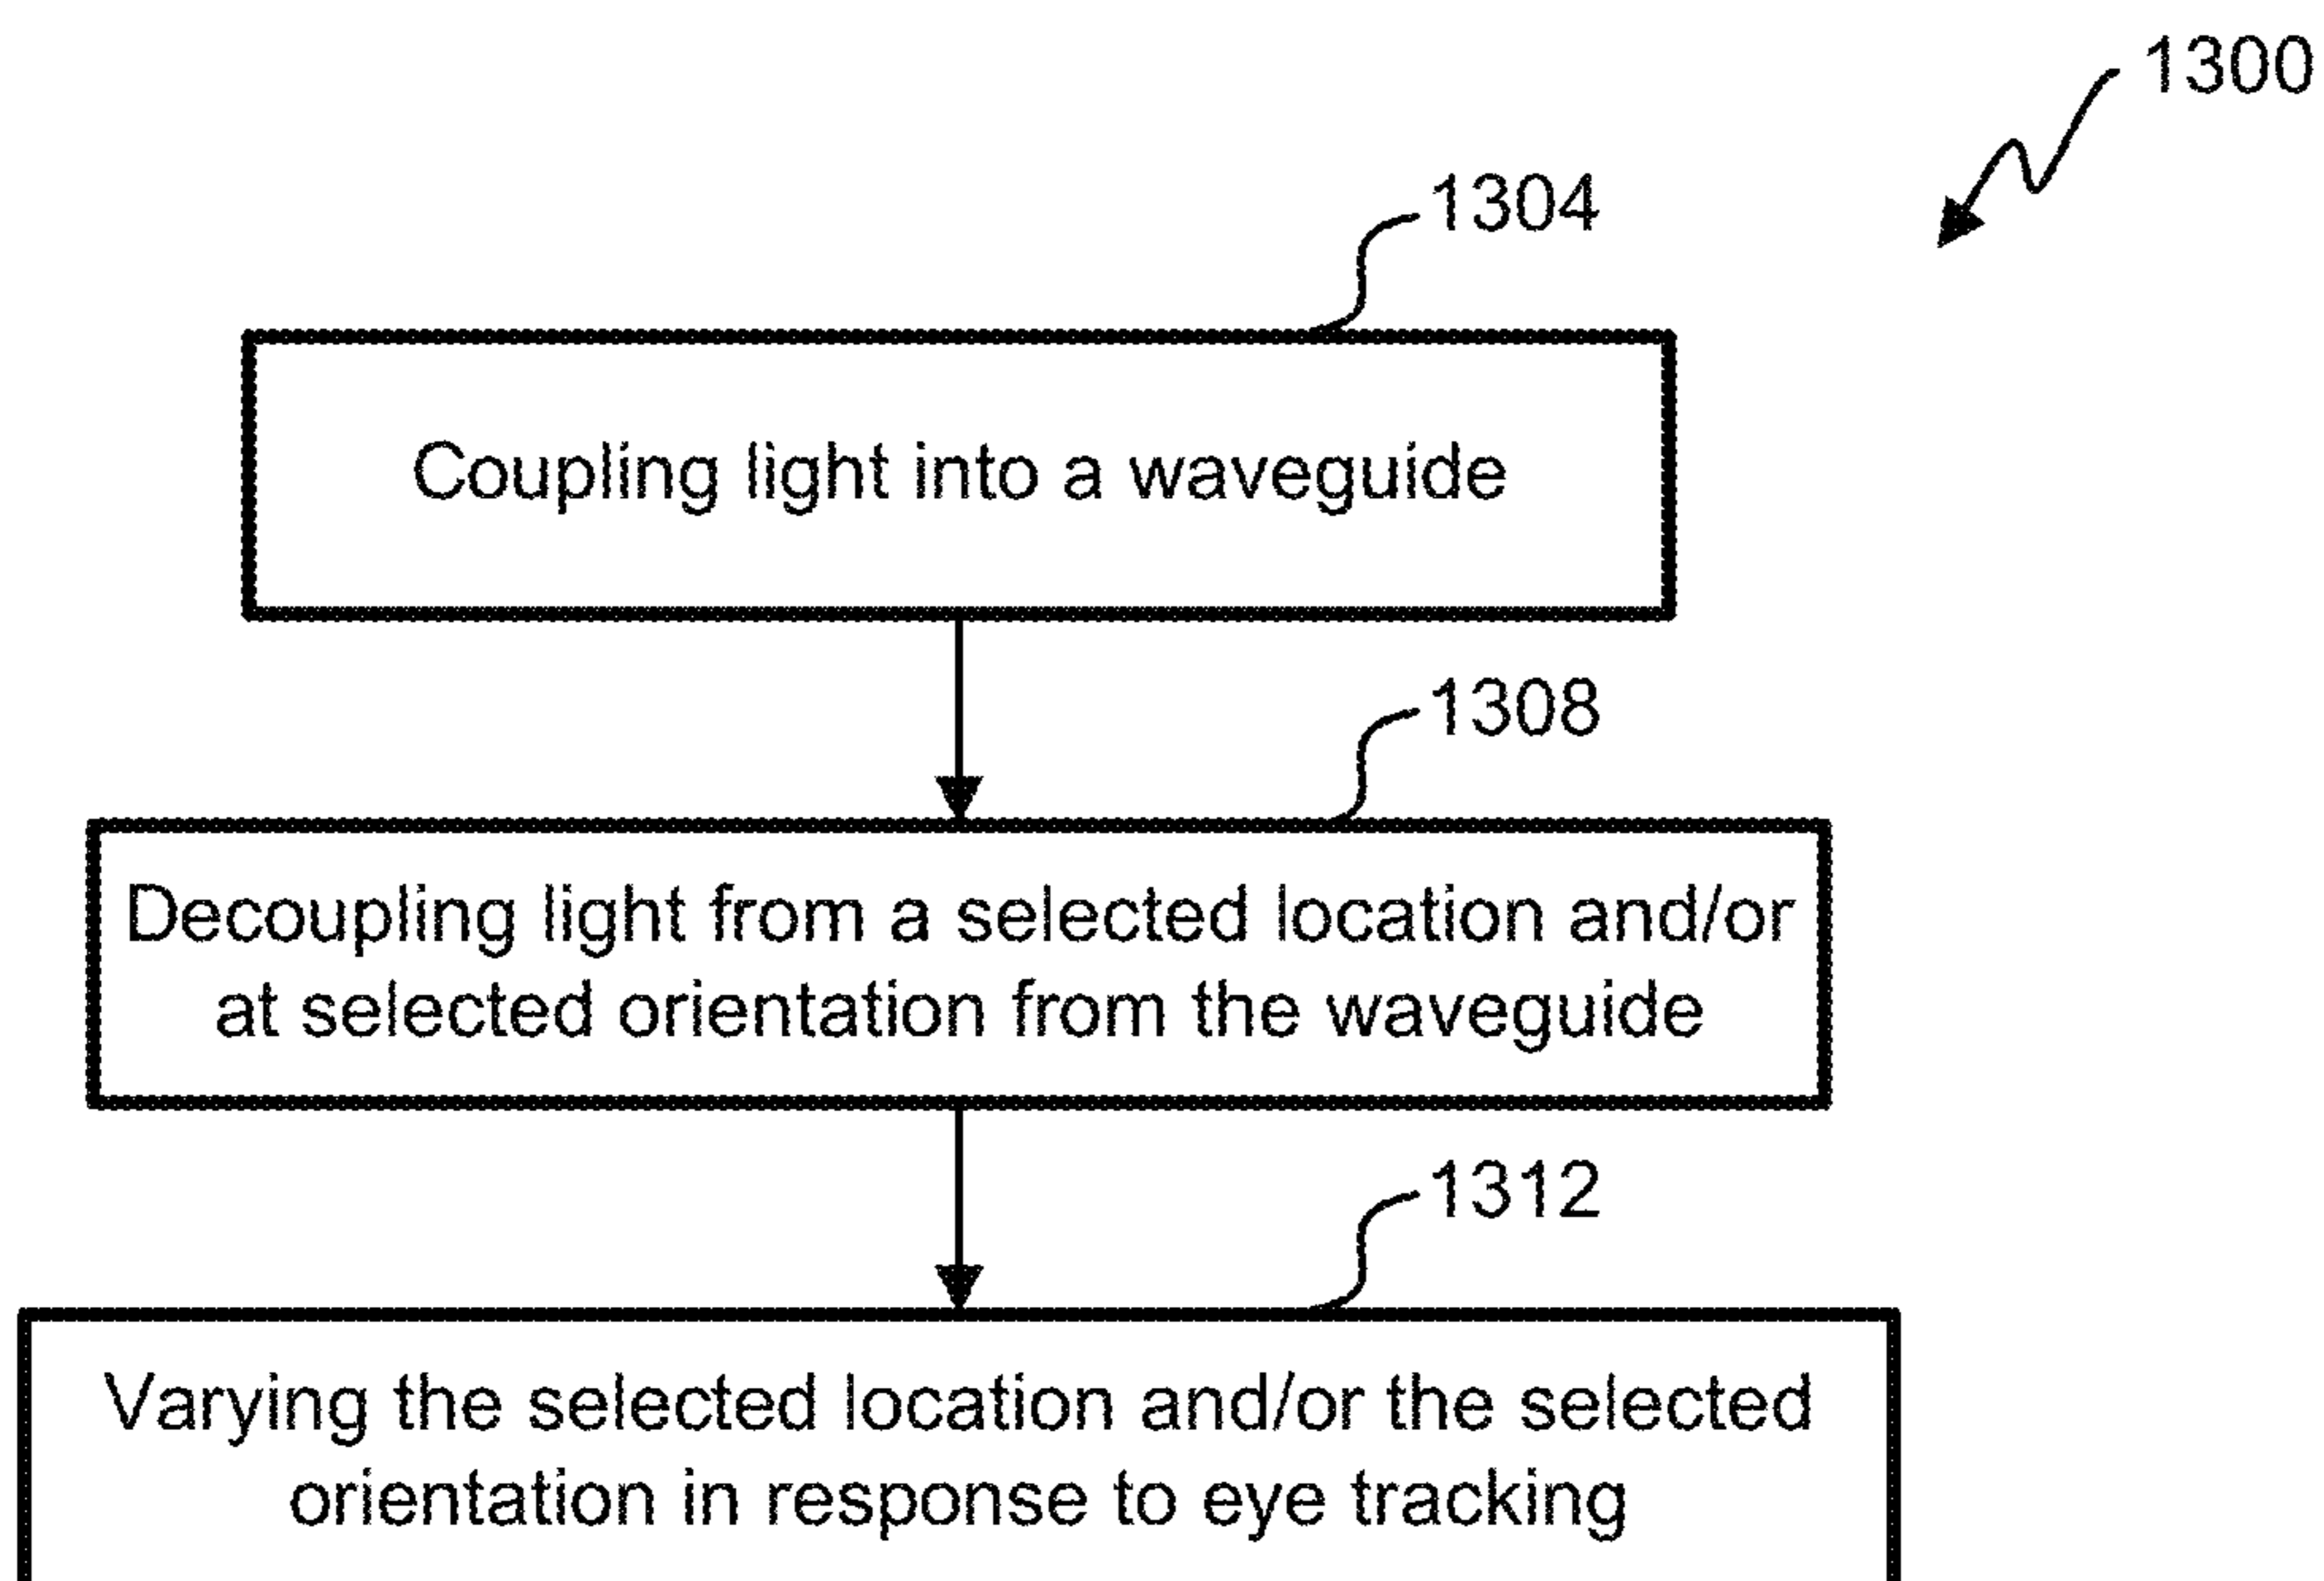 1300
1304
Coupling light into a waveguide
1308
Decoupling light from a selected location and/or
at selected orientation from the waveguide
1312
Varying the selected location and/or the selected
orientation in response to eye tracking